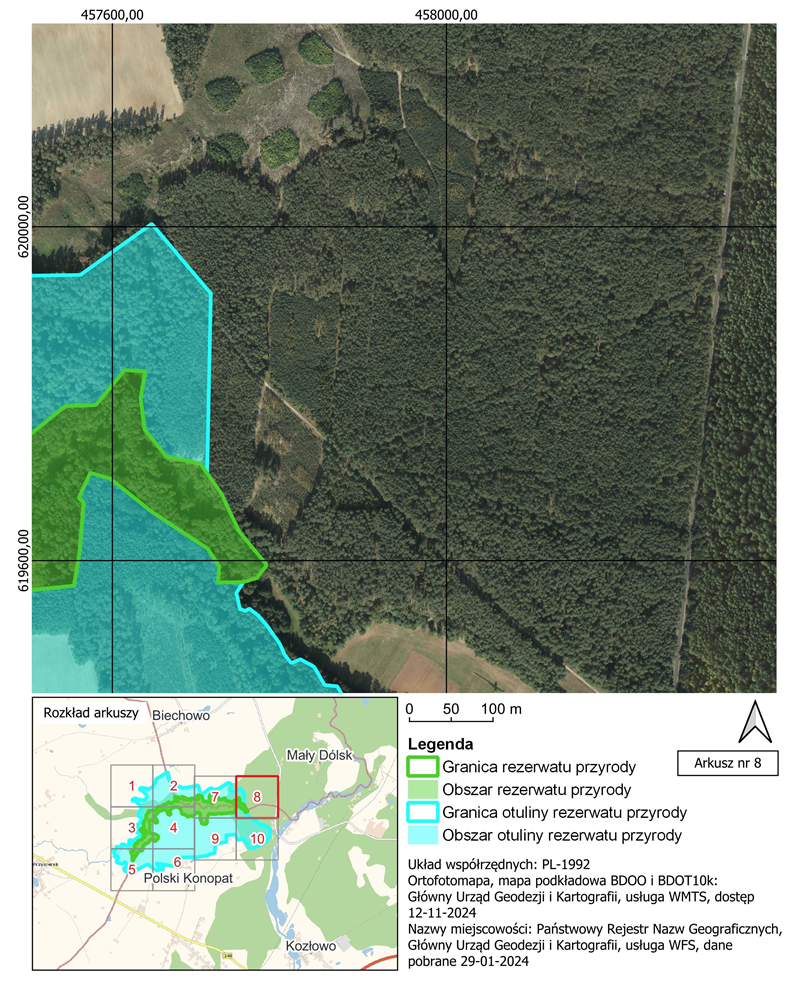 457600,00
458000,00
620000,00
619600,00
Rozkład arkuszy
Biechowo
Mały Dólsk
1
2
7
8
3
4
9
10
5
6
Polski Konopat
Kozłowo
0 50 100 m
Legenda
Granica rezerwatu przyrody
Obszar rezerwatu przyrody
Granica otuliny rezerwatu przyrody
Obszar otuliny rezerwatu przyrody
Arkusz nr 8
Układ współrzędnych: PL-1992
Ortofotomapa, mapa podkładowa BDOO i BDOT10k:
Główny Urząd Geodezji i Kartografii, usługa WMTS, dostęp
12-11-2024
Nazwy miejscowości: Państwowy Rejestr Nazw Geograficznych,
Główny Urząd Geodezji i Kartografii, usługa WFS, dane
pobrane 29-01-2024